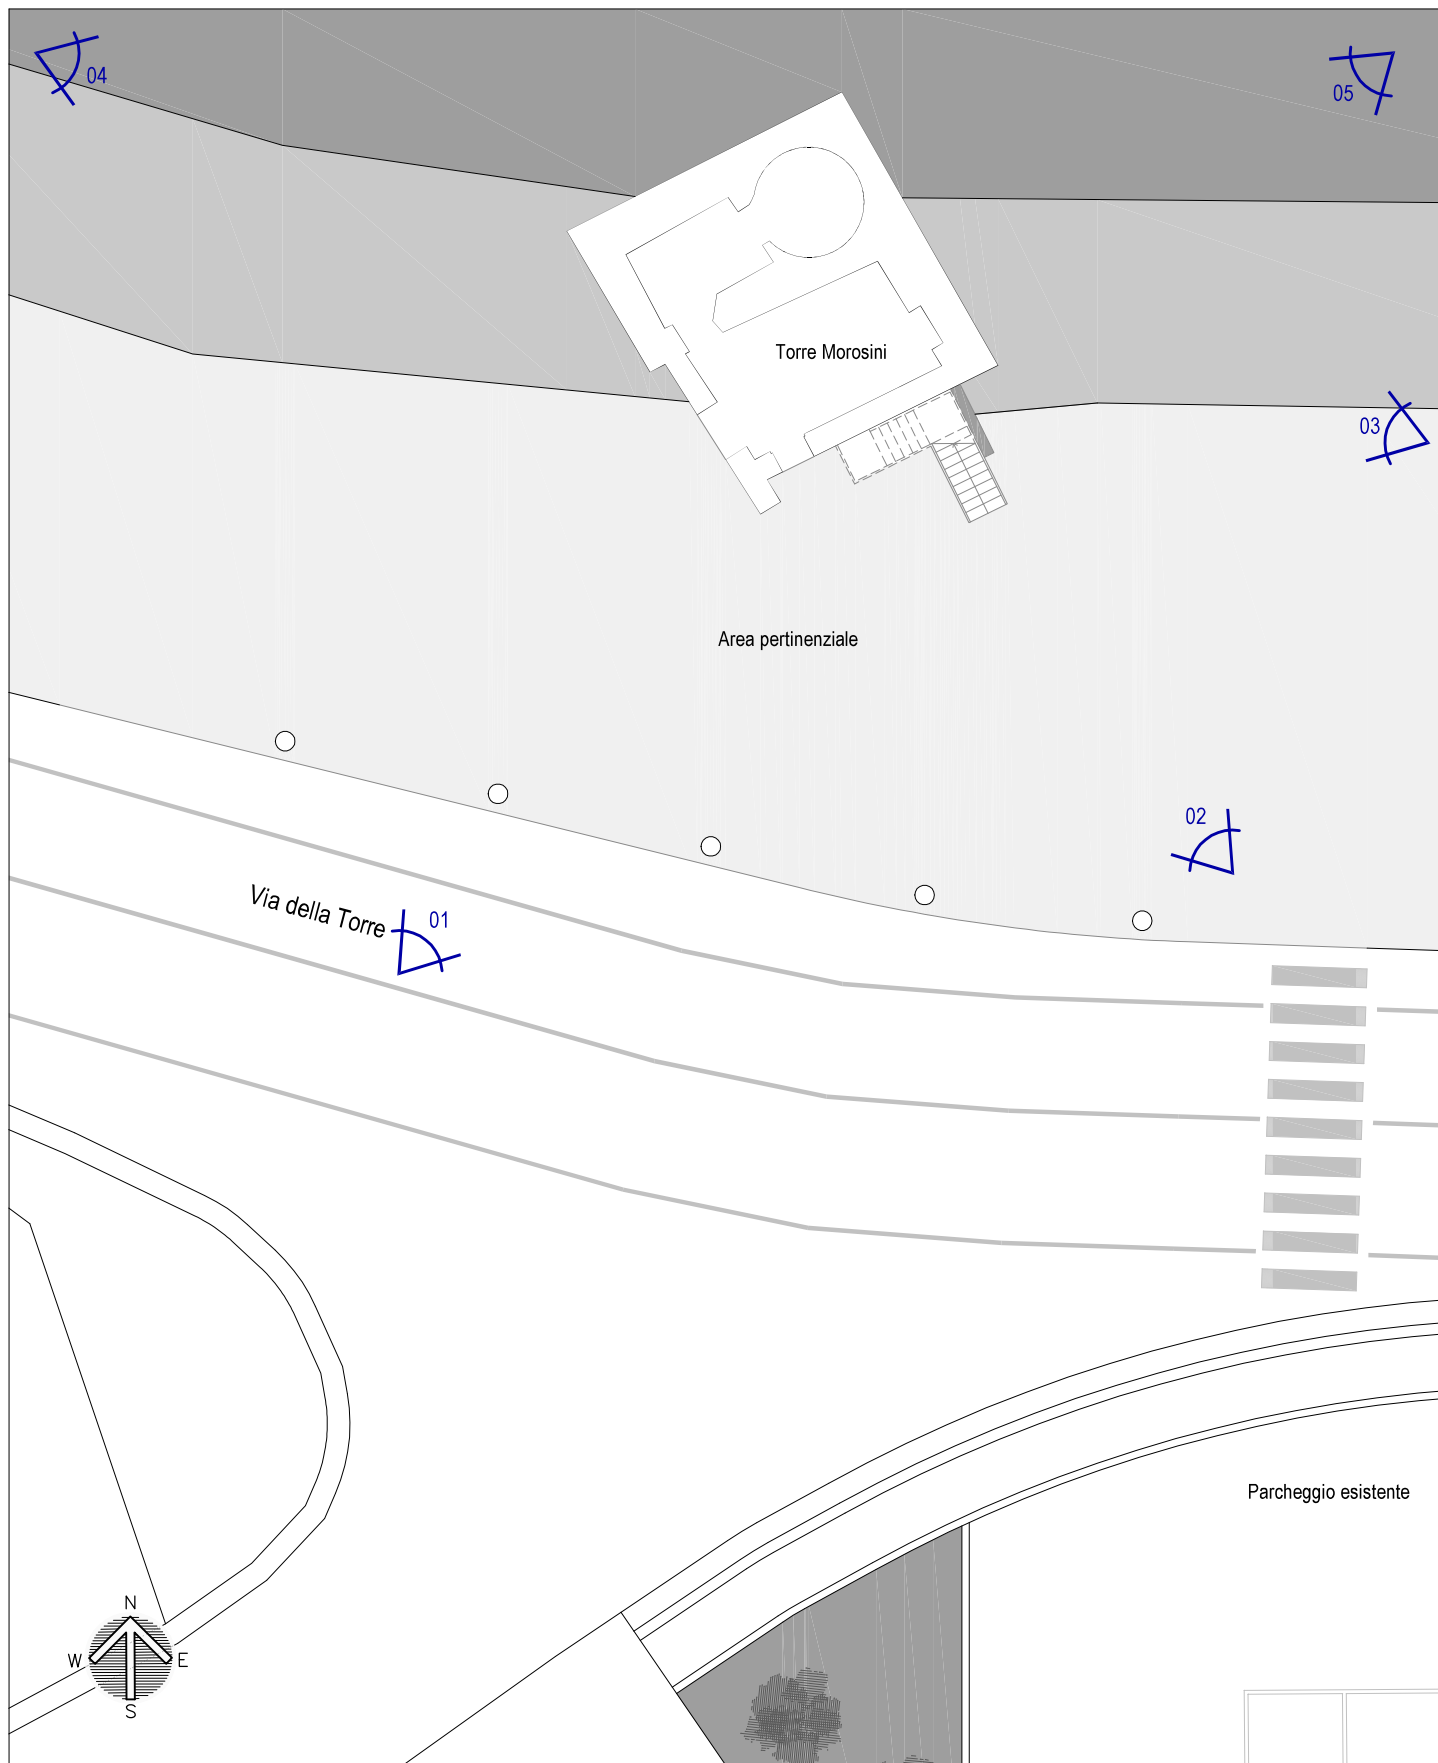 04
05
Torre Morosini
03
Area pertinenziale
02
Via della Torre
01
Parcheggio esistente
N
W
E
S